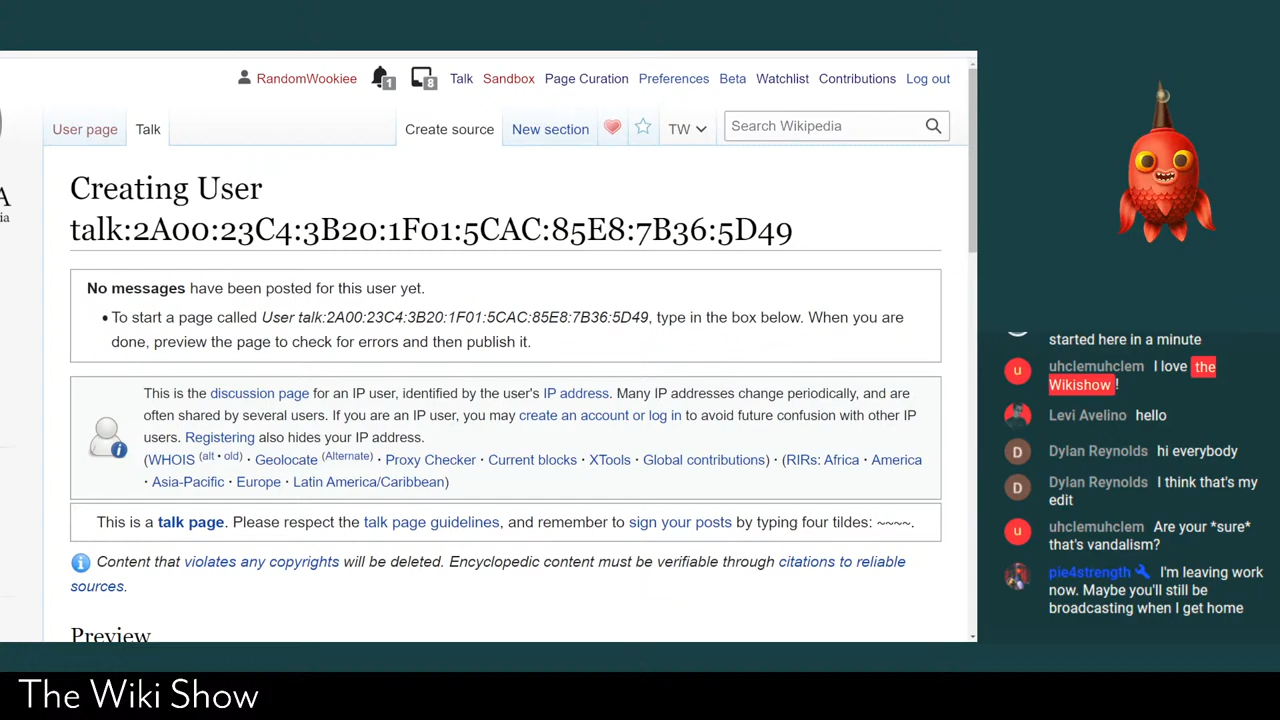 RandomWookiee 1 8 Talk Sandbox Page Curation Preferences Beta Watchlist Contributions Log out
User page Talk Create source New section TW Search Wikipedia
A
ia
Creating User
talk:2A00:23C4:3B20:1F01:5CAC:85E8:7B36:5D49
No messages have been posted for this user yet.
• To start a page called User talk:2A00:23C4:3B20:1F01:5CAC:85E8:7B36:5D49, type in the box below. When you are
done, preview the page to check for errors and then publish it.
This is the discussion page for an IP user, identified by the user's IP address. Many IP addresses change periodically, and are
often shared by several users. If you are an IP user, you may create an account or log in to avoid future confusion with other IP
users. Registering also hides your IP address.
(WHOIS (alt • old) · Geolocate (Alternate) · Proxy Checker · Current blocks · XTools · Global contributions) · (RIRs: Africa · America
· Asia-Pacific · Europe · Latin America/Caribbean)
This is a talk page. Please respect the talk page guidelines, and remember to sign your posts by typing four tildes: ~~~~.
Content that violates any copyrights will be deleted. Encyclopedic content must be verifiable through citations to reliable
sources.
Preview
started here in a minute
u uhclemuhclem I love the
Wikishow !
Levi Avelino hello
D Dylan Reynolds hi everybody
D Dylan Reynolds I think that's my
edit
u uhclemuhclem Are your *sure*
that's vandalism?
pie4strength I'm leaving work
now. Maybe you'll still be
broadcasting when I get home
The Wiki Show